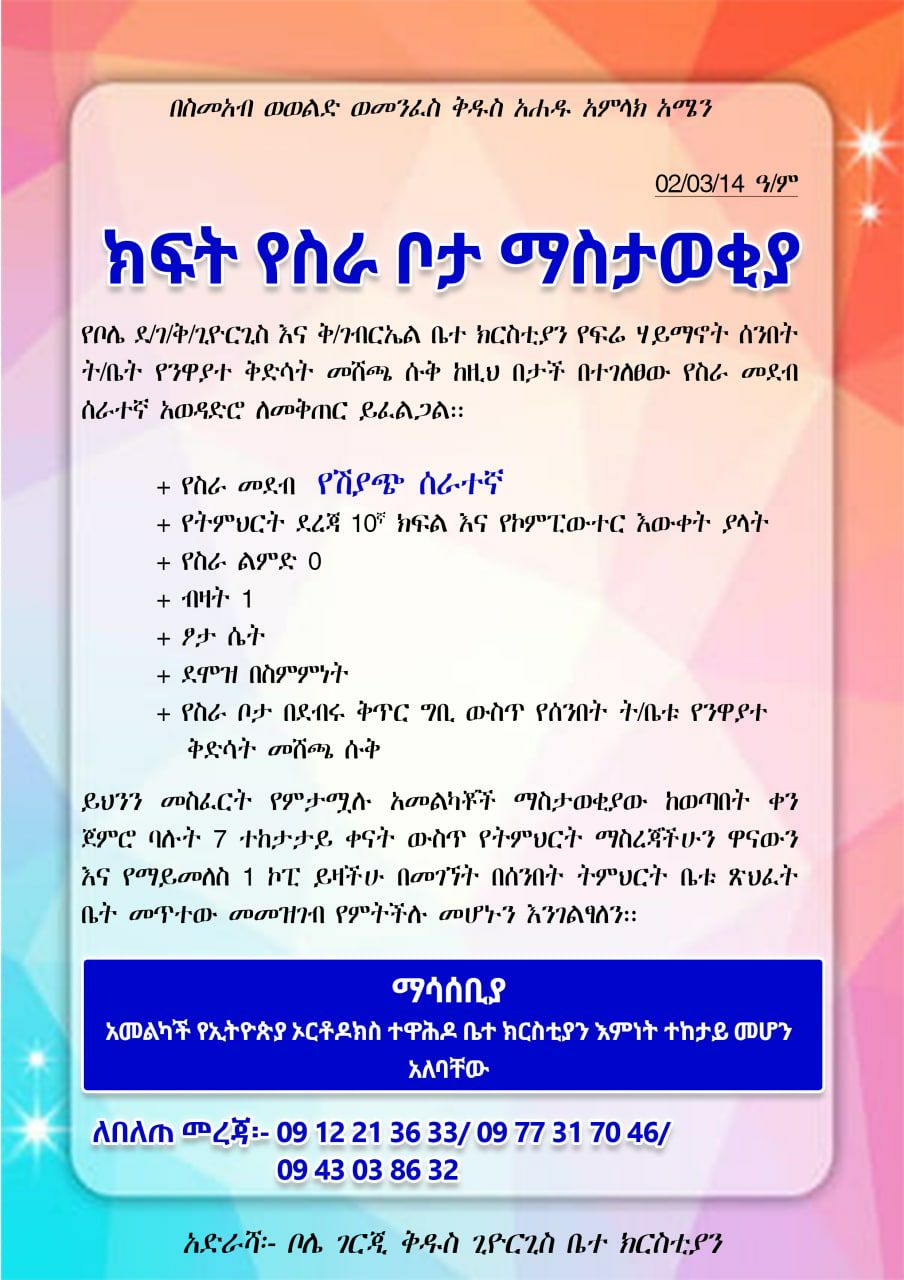 በስመአብ ወወልድ ወመንፈስ ቅዱስ አሐዱ አምላክ አሜን
02/03/14 ዓ/ም
ክፍት የስራ ቦታ ማስታወቂያ
የቦሌ ደ/ገ/ቅ/ጊዮርጊስ እና ቅ/ገብርኤል ቤተ ክርስቲያን የፍሬ ሃይማኖት ሰንበት
ት/ቤት የንዋያተ ቅድሳት መሸጫ ሱቅ ከዚህ በታች በተገለፀው የስራ መደብ
ሰራተኛ አወዳድሮ ለመቅጠር ይፈልጋል፡፡
+ የስራ መደብ የሽያጭ ሰራተኛ
+ የትምህርት ደረጃ 10ኛ ክፍል እና የኮምፒውተር እውቀት ያላት
+ የስራ ልምድ 0
+ ብዛት 1
+ ፆታ ሴት
+ ደሞዝ በስምምነት
+ የስራ ቦታ በደብሩ ቅጥር ግቢ ውስጥ የሰንበት ት/ቤቱ የንዋያተ
ቅድሳት መሸጫ ሱቅ
ይህንን መስፈርት የምታሟሉ አመልካቾች ማስታወቂያው ከወጣበት ቀን
ጀምሮ ባሉት 7 ተከታታይ ቀናት ውስጥ የትምህርት ማስረጃችሁን ዋናውን
እና የማይመለስ 1 ኮፒ ይዛችሁ በመገኘት በሰንበት ትምህርት ቤቱ ጽህፈት
ቤት መጥተው መመዝገብ የምትችሉ መሆኑን እንገልፃለን፡፡
ማሳሰቢያ
አመልካች የኢትዮጵያ ኦርቶዶክስ ተዋሕዶ ቤተ ክርስቲያን እምነት ተከታይ መሆን
አለባቸው
ለበለጠ መረጃ፡- 09 12 21 36 33/ 09 77 31 70 46/
09 43 03 86 32
አድራሻ፡- ቦሌ ገርጂ ቅዱስ ጊዮርጊስ ቤተ ክርስቲያን